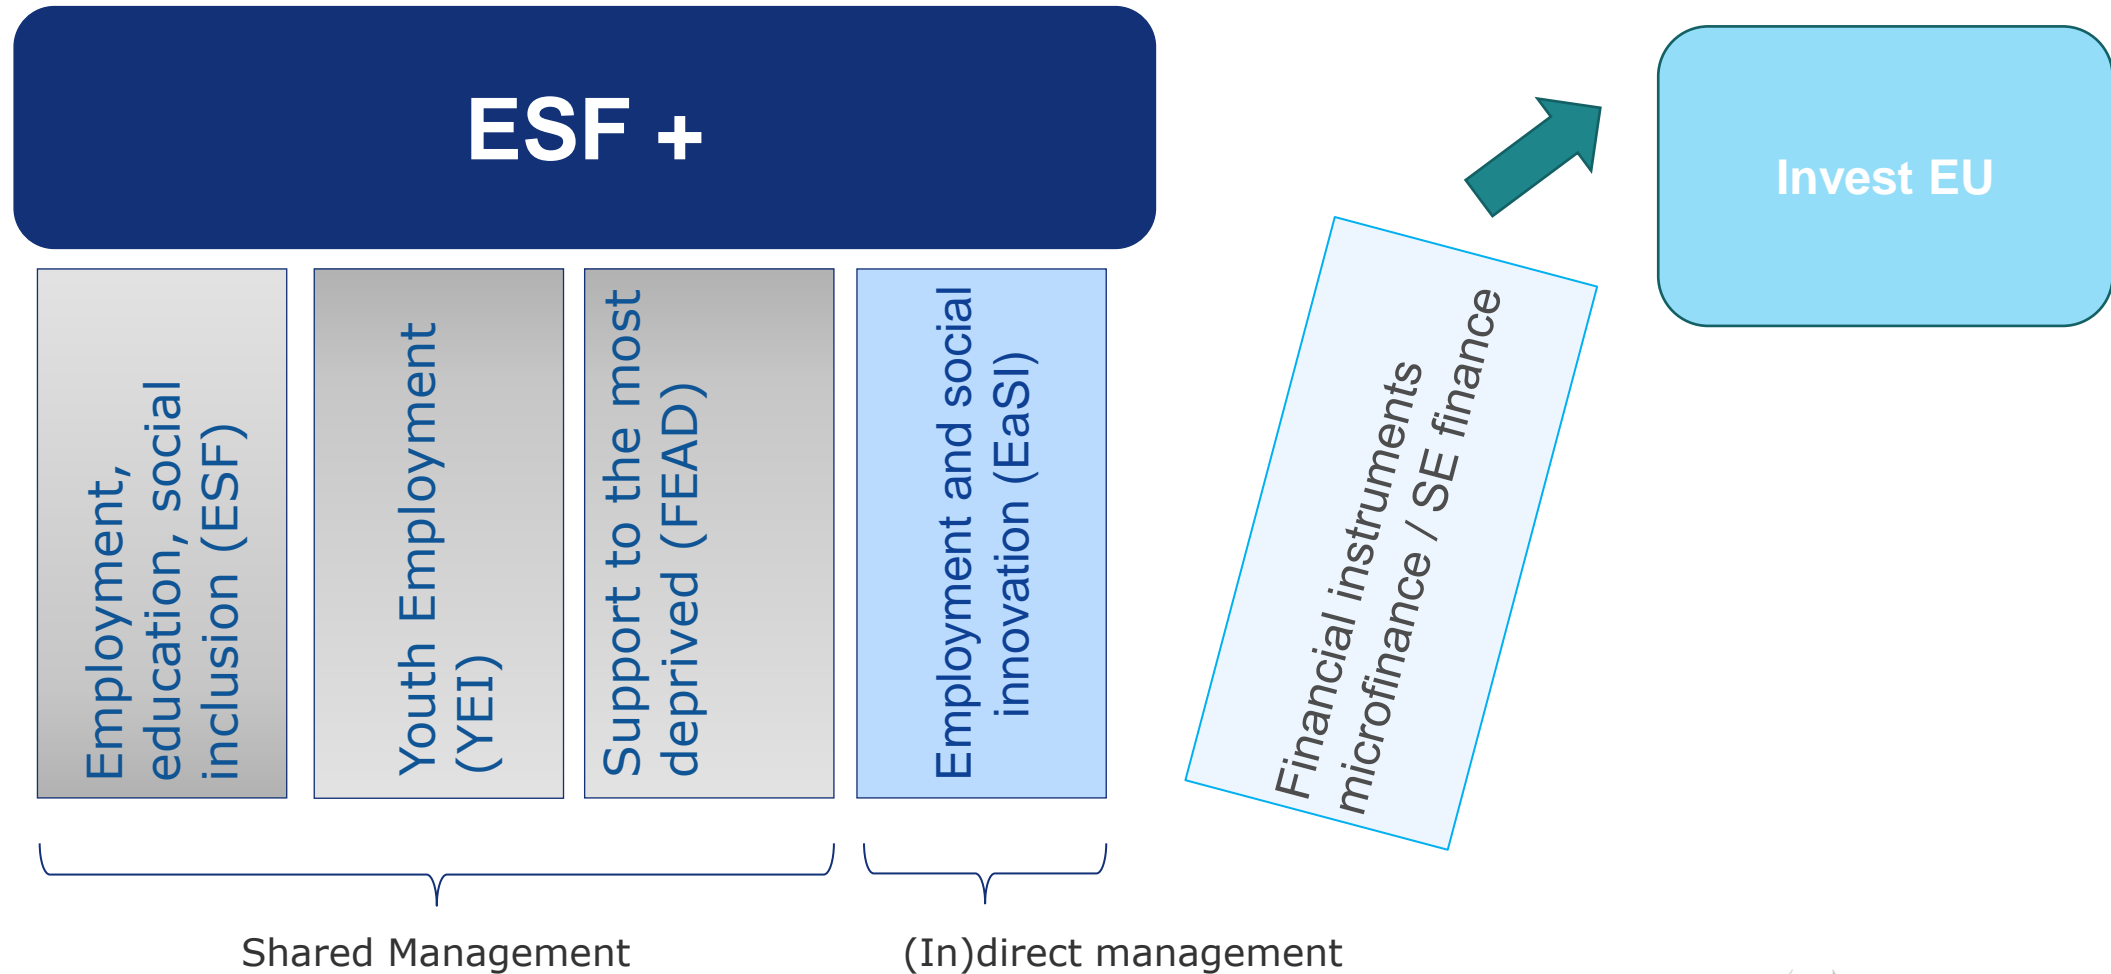 ESF +
Invest EU
Employment,
education, social
inclusion (ESF)
Youth Employment
(YEI)
Support to the most
deprived (FEAD)
Employment and social
innovation (EaSI)
Financial instruments
microfinance / SE finance
Shared Management
(In)direct management